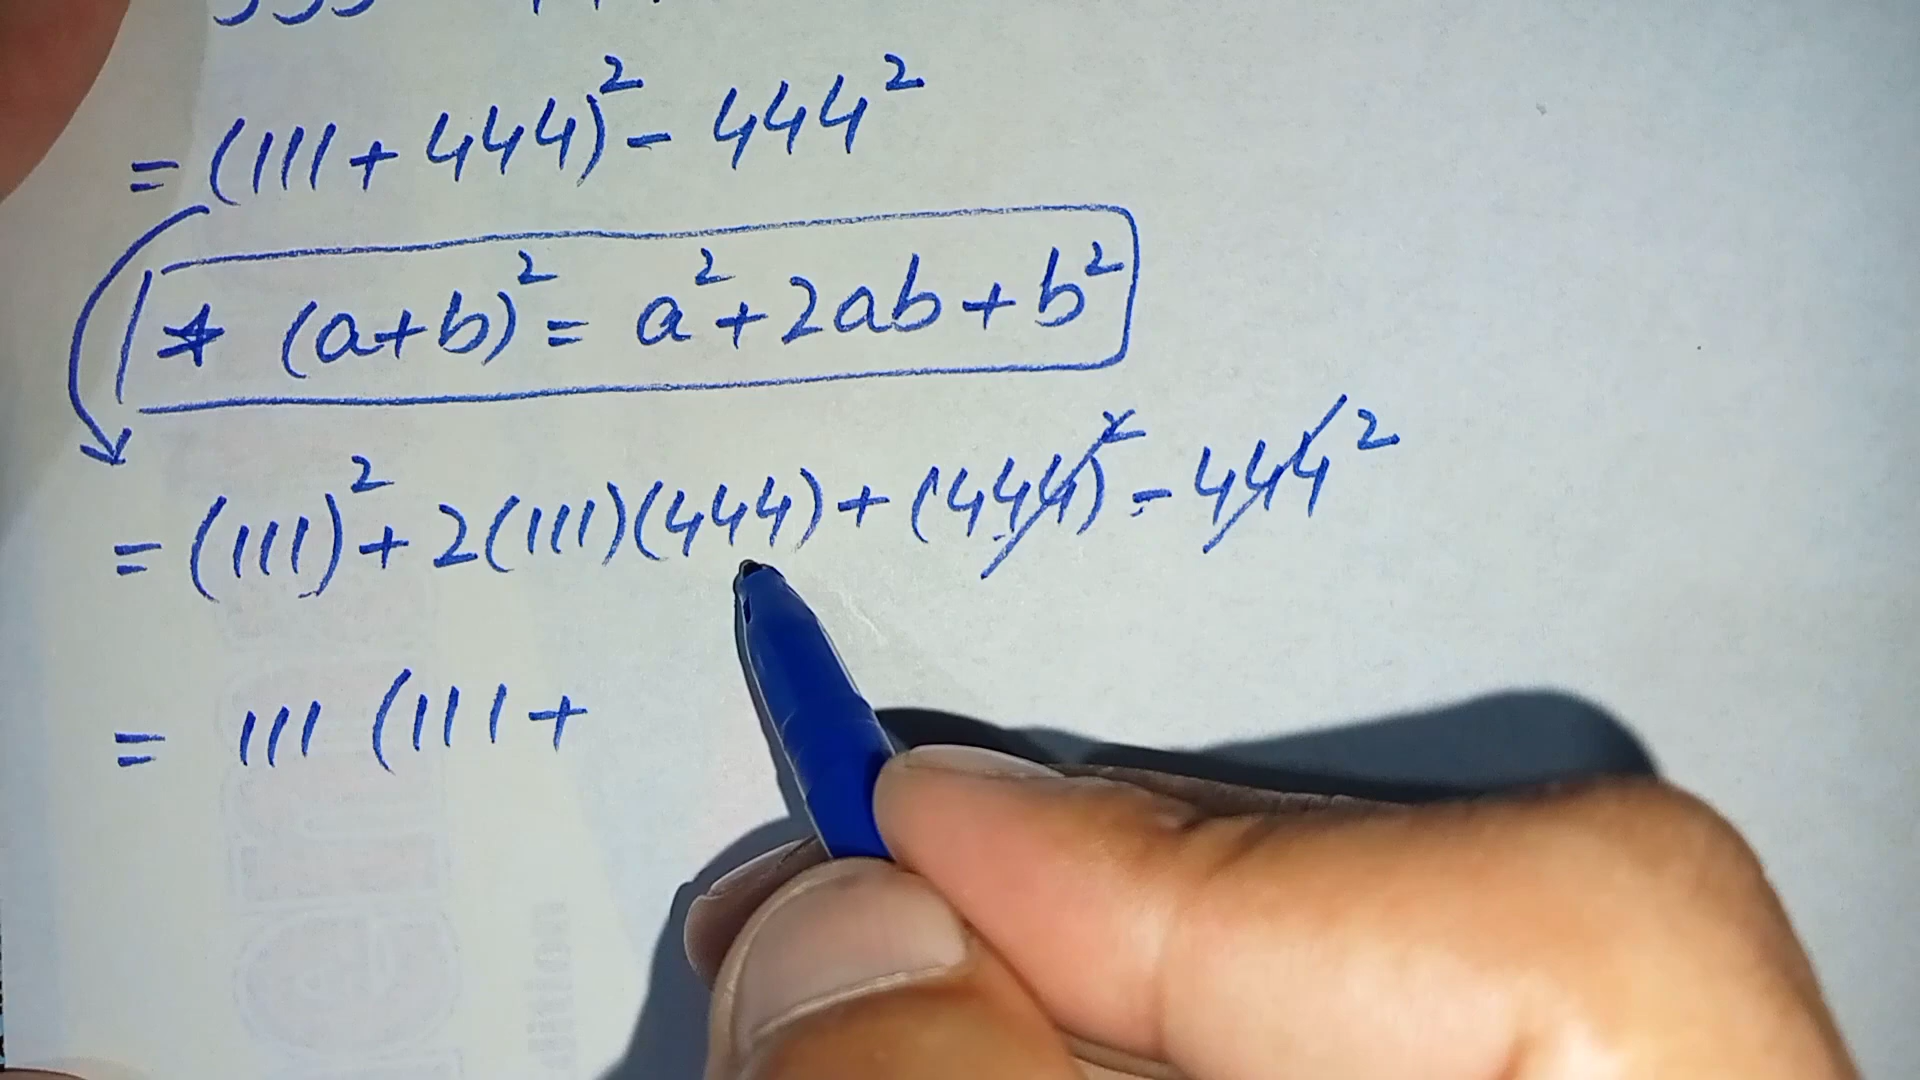 = (111 + 444)² - 444²
* (a+b)² = a² + 2ab + b²
= (111)² + 2(111)(444) + (444)² - 444²
= 111 (111 +